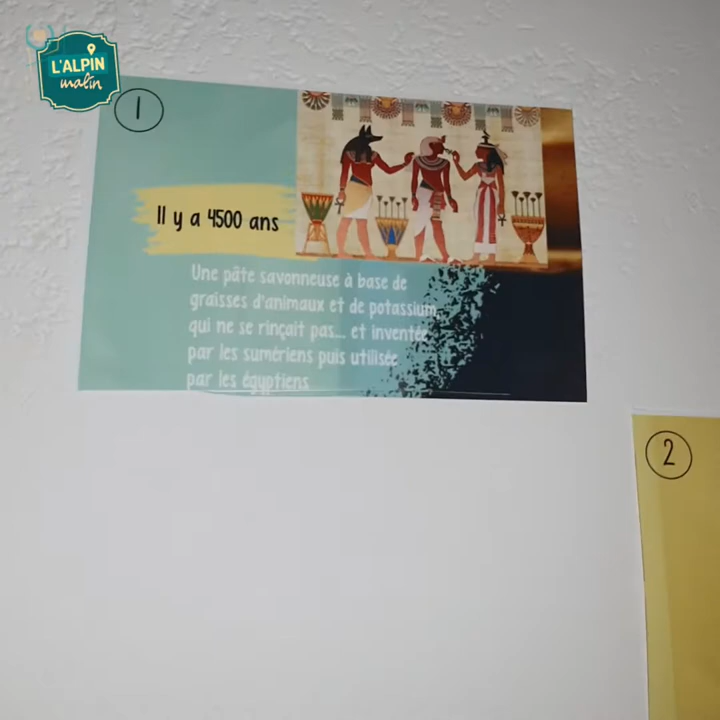 L'ALPIN
malin
1
Il y a 4500 ans
Une pâte savonneuse à base de
graisses d'animaux et de potassium,
qui ne se rinçait pas... et inventée
par les sumériens puis utilisée
par les égyptiens
2